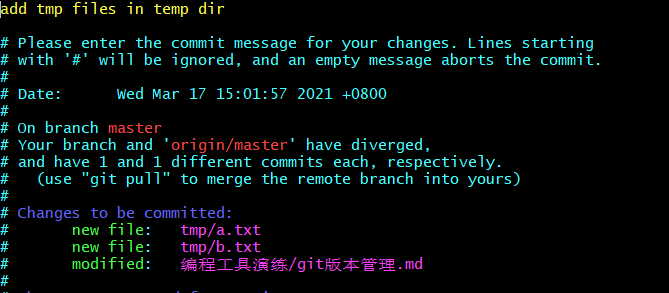 add tmp files in temp dir
# Please enter the commit message for your changes. Lines starting
# with '#' will be ignored, and an empty message aborts the commit.
#
# Date:      Wed Mar 17 15:01:57 2021 +0800
#
# On branch master
# Your branch and 'origin/master' have diverged,
# and have 1 and 1 different commits each, respectively.
#   (use "git pull" to merge the remote branch into yours)
#
# Changes to be committed:
#       new file:   tmp/a.txt
#       new file:   tmp/b.txt
#       modified:   编程工具演练/git版本管理.md
#